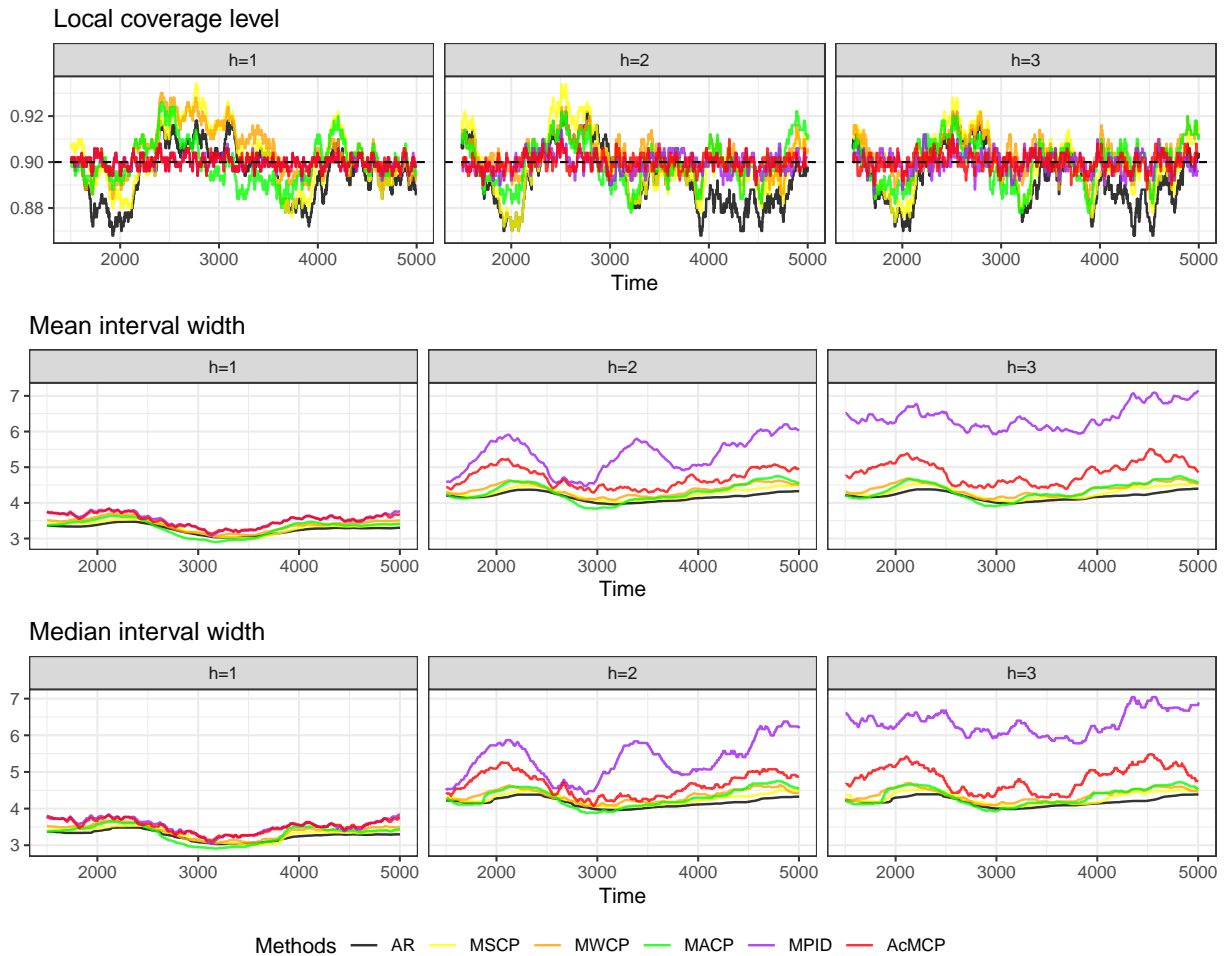 Local coverage level
h=1 h=2 h=3
0.92
0.90
0.88
2000 3000 4000 5000 2000 3000 4000 5000 2000 3000 4000 5000
Time
Mean interval width
h=1 h=2 h=3
7
6
5
4
3
2000 3000 4000 5000 2000 3000 4000 5000 2000 3000 4000 5000
Time
Median interval width
h=1 h=2 h=3
7
6
5
4
3
2000 3000 4000 5000 2000 3000 4000 5000 2000 3000 4000 5000
Time
Methods AR MSCP MWCP MACP MPID AcMCP